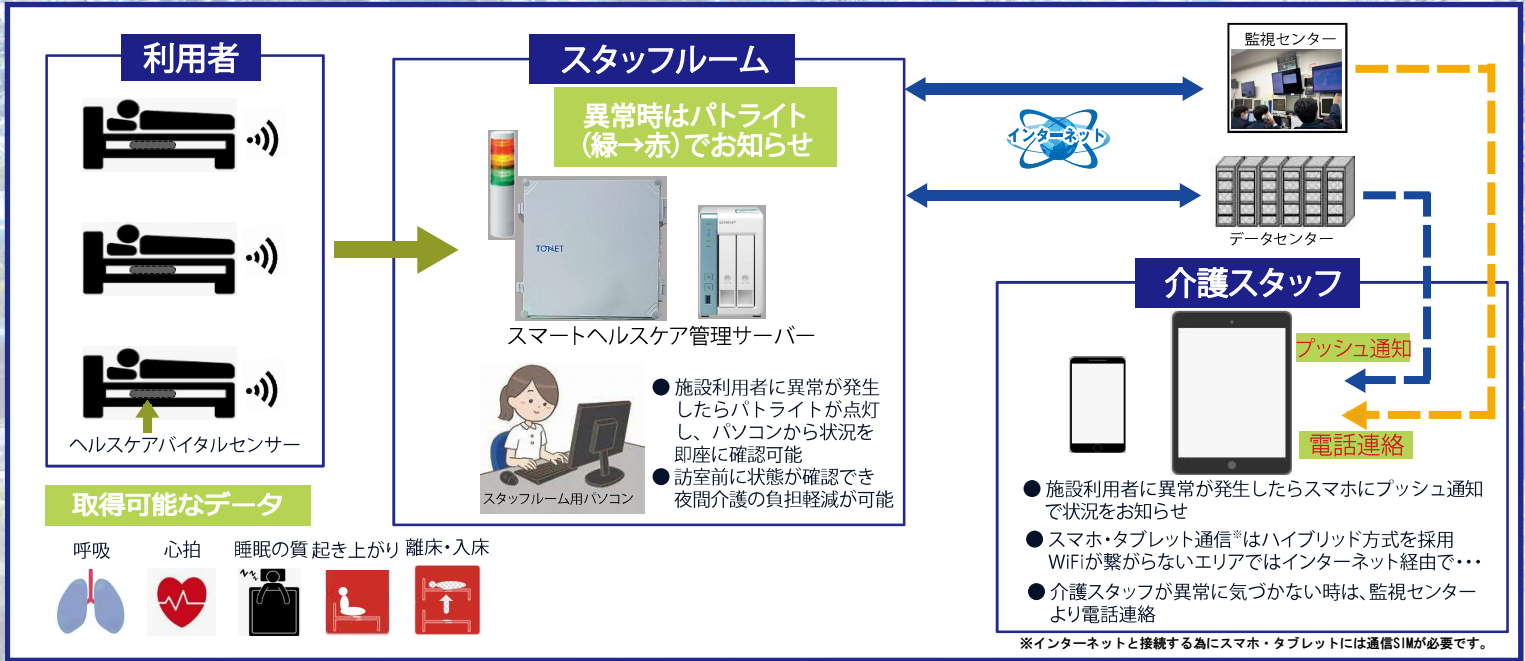 利用者
ヘルスケアバイタルセンサー
取得可能なデータ
呼吸
心拍
睡眠の質
起き上がり
離床・入床
スタッフルーム
異常時はパトライト
(緑→赤)でお知らせ
TONET
スマートヘルスケア管理サーバー
スタッフルーム用パソコン
● 施設利用者に異常が発生
したらパトライトが点灯
し、パソコンから状況を
即座に確認可能
● 訪室前に状態が確認でき
夜間介護の負担軽減が可能
インターネット
監視センター
データセンター
介護スタッフ
プッシュ通知
電話連絡
● 施設利用者に異常が発生したらスマホにプッシュ通知
で状況をお知らせ
● スマホ・タブレット通信※はハイブリッド方式を採用
WiFiが繋がらないエリアではインターネット経由で・・・
● 介護スタッフが異常に気づかない時は、監視センター
より電話連絡
※インターネットと接続する為にスマホ・タブレットには通信SIMが必要です。